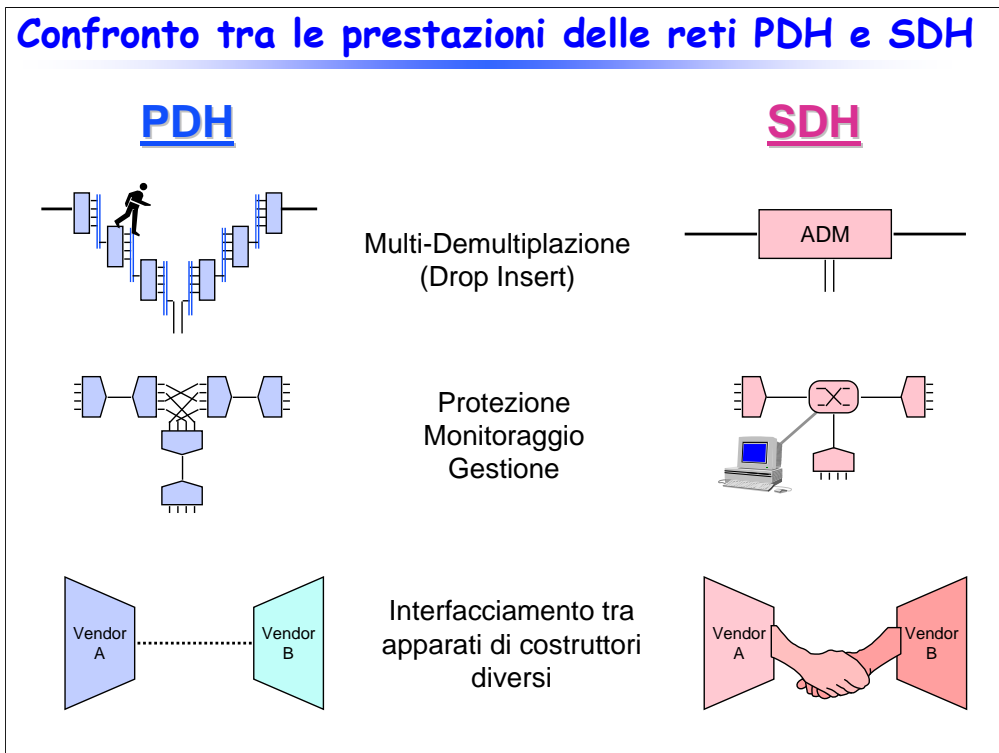 Confronto tra le prestazioni delle reti PDH e SDH
PDH
SDH
Multi-Demultiplazione
(Drop Insert)
ADM
Protezione
Monitoraggio
Gestione
Vendor
A
Vendor
B
Interfacciamento tra
apparati di costruttori
diversi
Vendor
A
Vendor
B